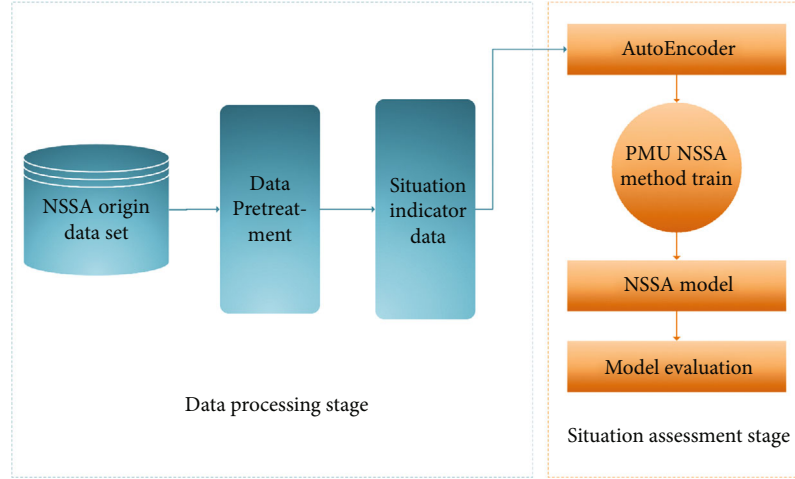 NSSA origin
data set
Data
Pretreat-
ment
Situation
indicator
data
Data processing stage
AutoEncoder
PMU NSSA
method train
NSSA model
Model evaluation
Situation assessment stage